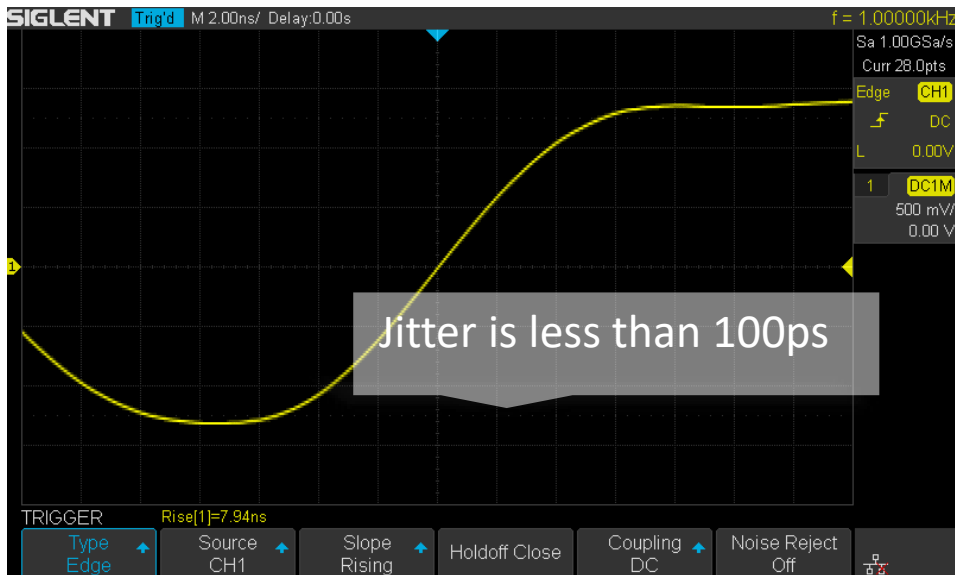 SIGLENT Trig'd M 2.00ns/ Delay:0.00s f = 1.00000kHz
Sa 1.00GSa/s
Curr 28.0pts
Edge CH1
DC
L 0.00V
1 DC1M
500 mV/
0.00 V
1
Jitter is less than 100ps
TRIGGER Rise[1]=7.94ns
Type
Edge
Source
CH1
Slope
Rising
Holdoff Close
Coupling
DC
Noise Reject
Off